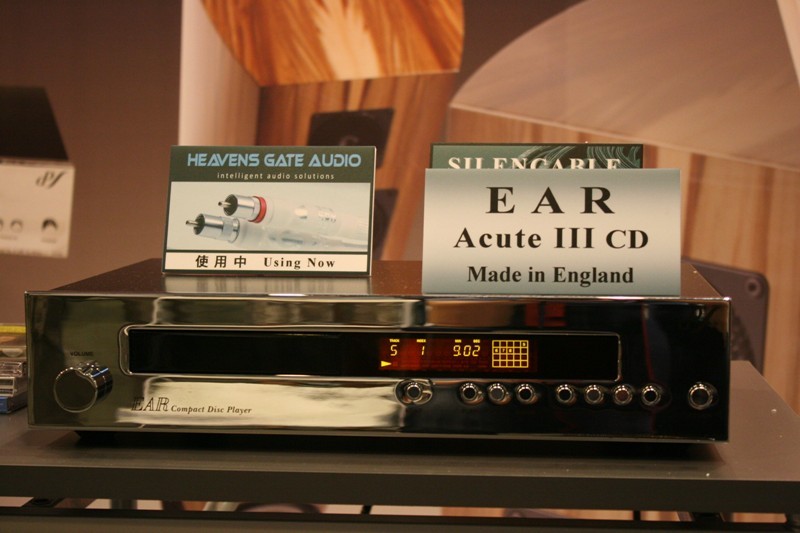 HEAVENS GATE AUDIO
intelligent audio solutions
使用中 Using Now
SILENCABLE
EAR
Acute III CD
Made in England
5 1 9.02
VOLUME
EAR Compact Disc Player